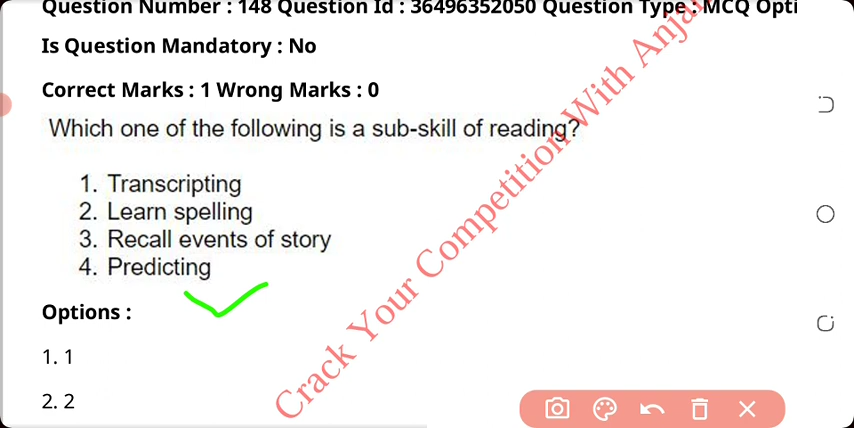 Question Number : 148 Question Id : 36496352050 Question Type : MCQ Opti
Is Question Mandatory : No
Correct Marks : 1 Wrong Marks : 0
Which one of the following is a sub-skill of reading?
1. Transcripting
2. Learn spelling
3. Recall events of story
4. Predicting
Options :
1. 1
2. 2
Crack Your Competition With Anja